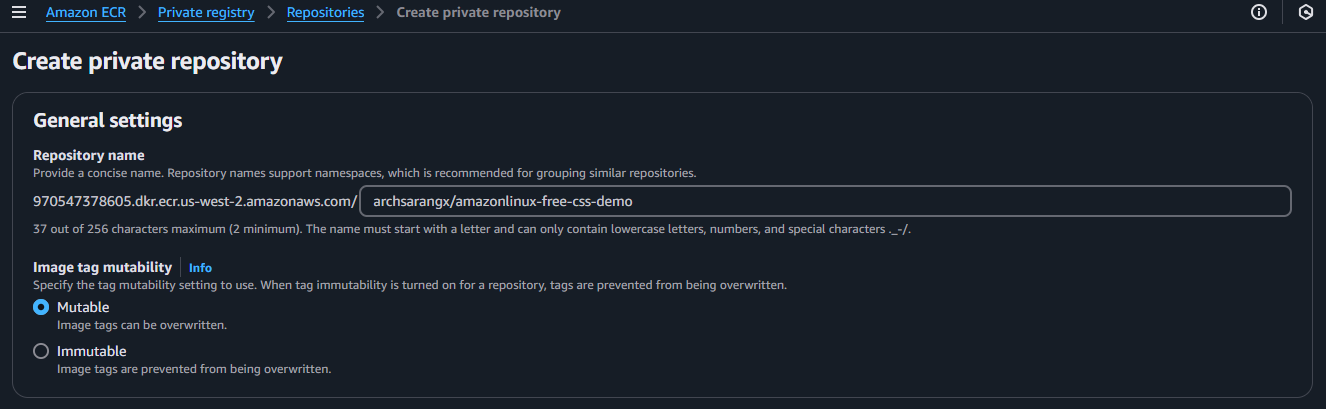 Amazon ECR > Private registry > Repositories > Create private repository
Create private repository
General settings
Repository name
Provide a concise name. Repository names support namespaces, which is recommended for grouping similar repositories.
970547378605.dkr.ecr.us-west-2.amazonaws.com/ archsarangx/amazonlinux-free-css-demo
37 out of 256 characters maximum (2 minimum). The name must start with a letter and can only contain lowercase letters, numbers, and special characters ._-/.
Image tag mutability | Info
Specify the tag mutability setting to use. When tag immutability is turned on for a repository, tags are prevented from being overwritten.
Mutable
Image tags can be overwritten.
Immutable
Image tags are prevented from being overwritten.